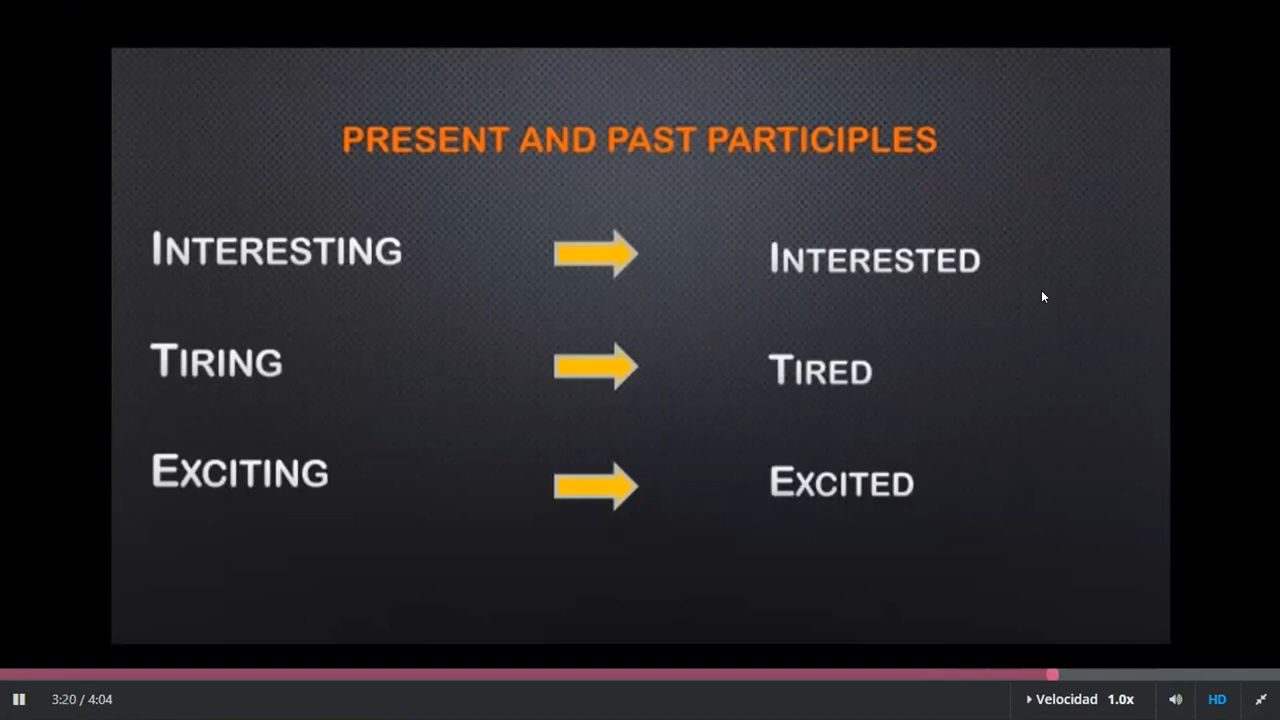 PRESENT AND PAST PARTICIPLES
INTERESTING
INTERESTED
TIRING
TIRED
EXCITING
EXCITED
3:20 / 4:04
Velocidad 1.0x
HD